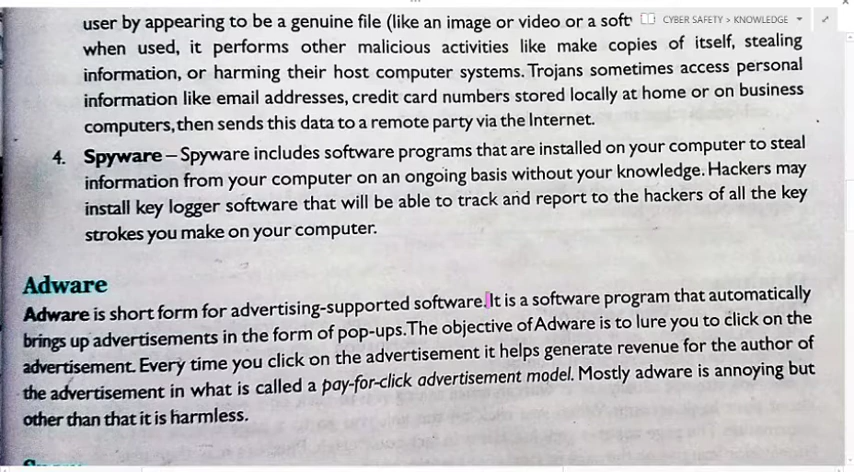 user by appearing to be a genuine file (like an image or video or a soft
CYBER SAFETY > KNOWLEDGE
when used, it performs other malicious activities like make copies of itself, stealing
information, or harming their host computer systems. Trojans sometimes access personal
information like email addresses, credit card numbers stored locally at home or on business
computers, then sends this data to a remote party via the Internet.
4. Spyware – Spyware includes software programs that are installed on your computer to steal
information from your computer on an ongoing basis without your knowledge. Hackers may
install key logger software that will be able to track and report to the hackers of all the key
strokes you make on your computer.
Adware
Adware is short form for advertising-supported software. It is a software program that automatically
brings up advertisements in the form of pop-ups. The objective of Adware is to lure you to click on the
advertisement. Every time you click on the advertisement it helps generate revenue for the author of
the advertisement in what is called a pay-for-click advertisement model. Mostly adware is annoying but
other than that it is harmless.